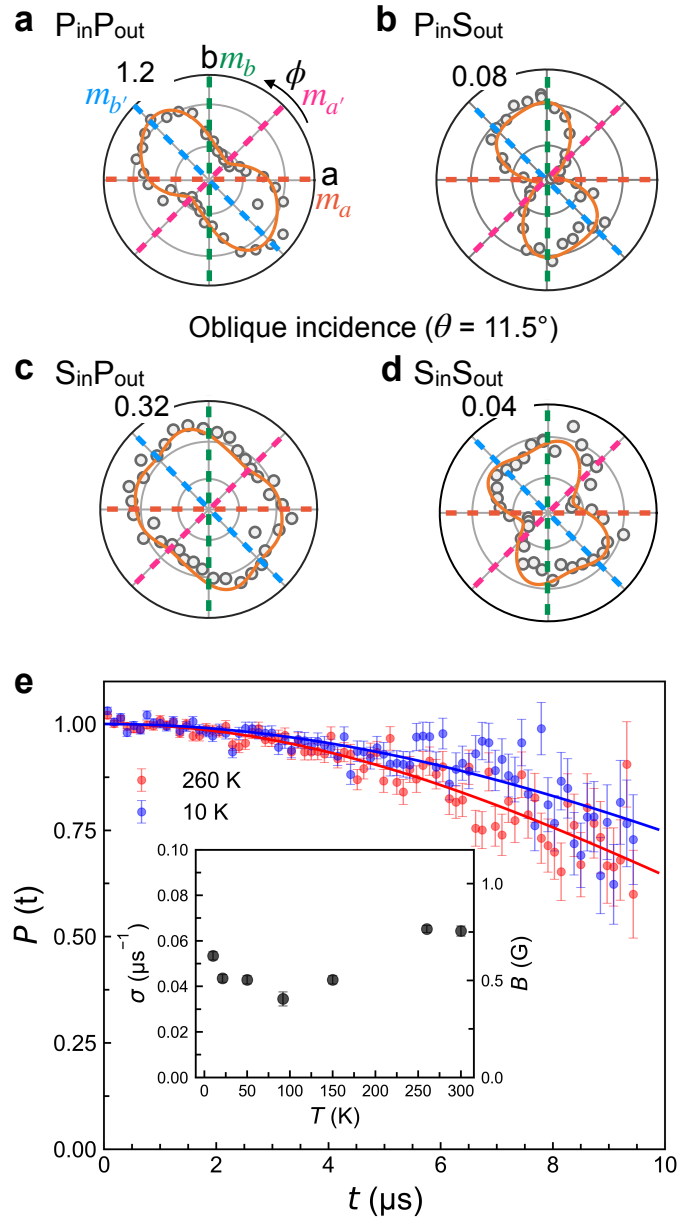 a PinPout
b PinSout
1.2
b mb
ϕ
mb′
ma′
a
ma
0.08
Oblique incidence (θ = 11.5°)
c SinPout
d SinSout
0.32
0.04
e
1.00
0.75
0.50
0.25
0.00
P (t)
260 K
10 K
0.10
0.08
0.06
0.04
0.02
0.00
σ (μs⁻¹)
1.0
0.5
0.0
B (G)
0 50 100 150 200 250 300
T (K)
0 2 4 6 8 10
t (μs)